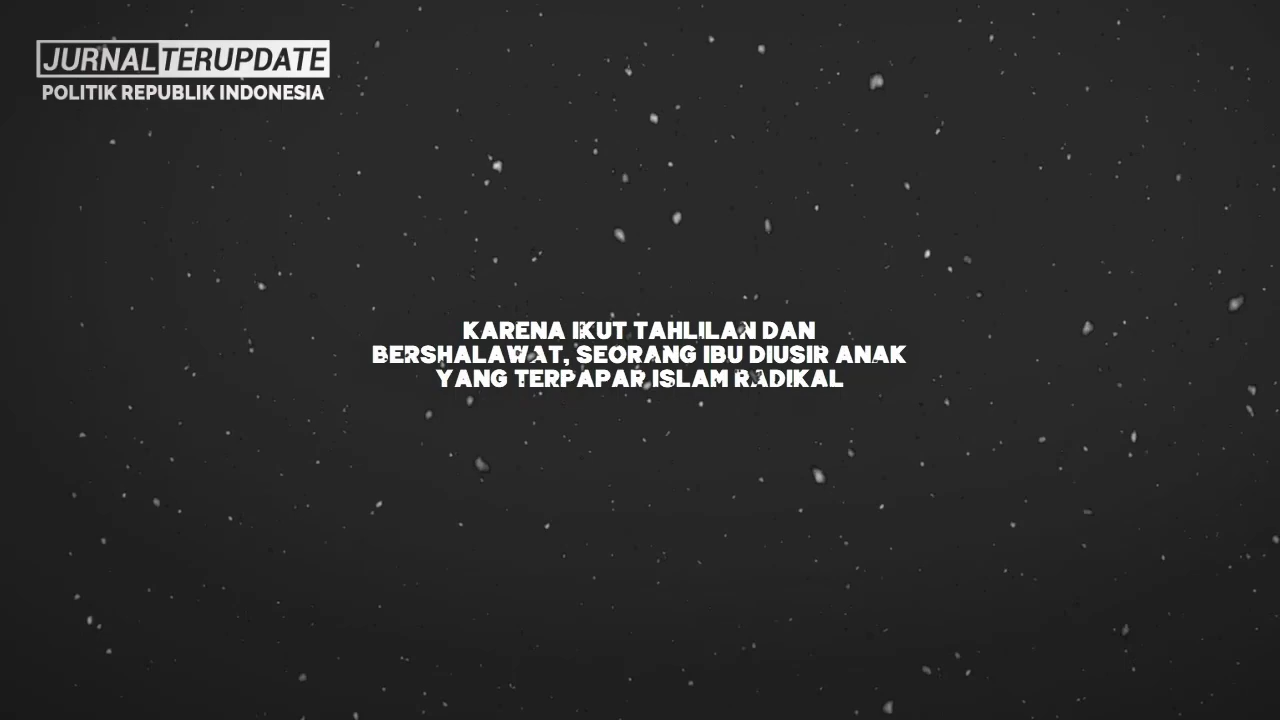 JURNALTERUPDATE
POLITIK REPUBLIK INDONESIA
KARENA IKUT TAHLILAN DAN
BERSHALAWAT, SEORANG IBU DIUSIR ANAK
YANG TERPAPAR ISLAM RADIKAL